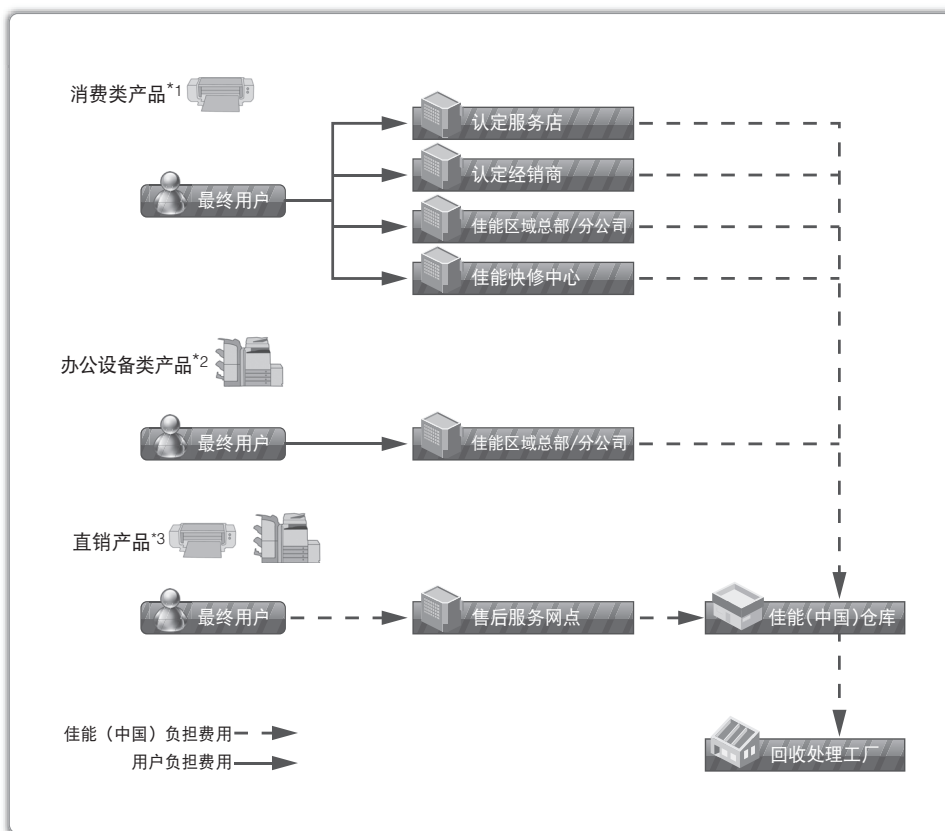 消费类产品*1
认定服务店
认定经销商
最终用户
佳能区域总部/分公司
佳能快修中心
办公设备类产品*2
最终用户
佳能区域总部/分公司
直销产品*3
最终用户
售后服务网点
佳能(中国)仓库
佳能（中国）负担费用
用户负担费用
回收处理工厂